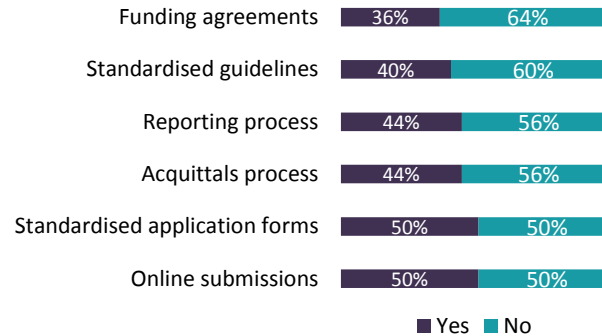 Funding agreements 36% 64%
Standardised guidelines 40% 60%
Reporting process 44% 56%
Acquittals process 44% 56%
Standardised application forms 50% 50%
Online submissions 50% 50%
Yes No